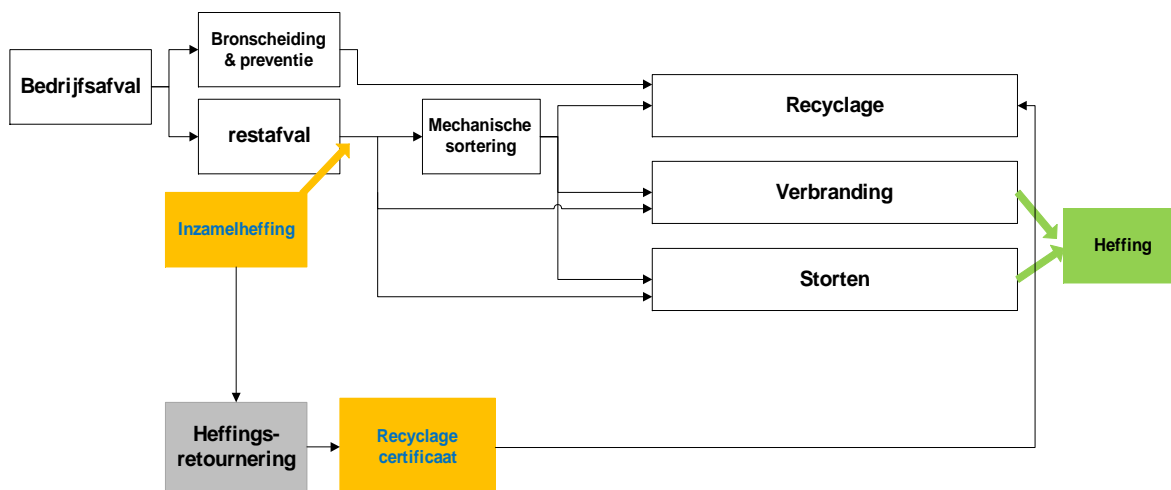 Bronscheiding
& preventie
Bedrijfsafval
Recyclage
restafval
Mechanische
sortering
Verbranding
Inzamelheffing
Heffing
Storten
Heffings-
retournering
Recyclage
certificaat